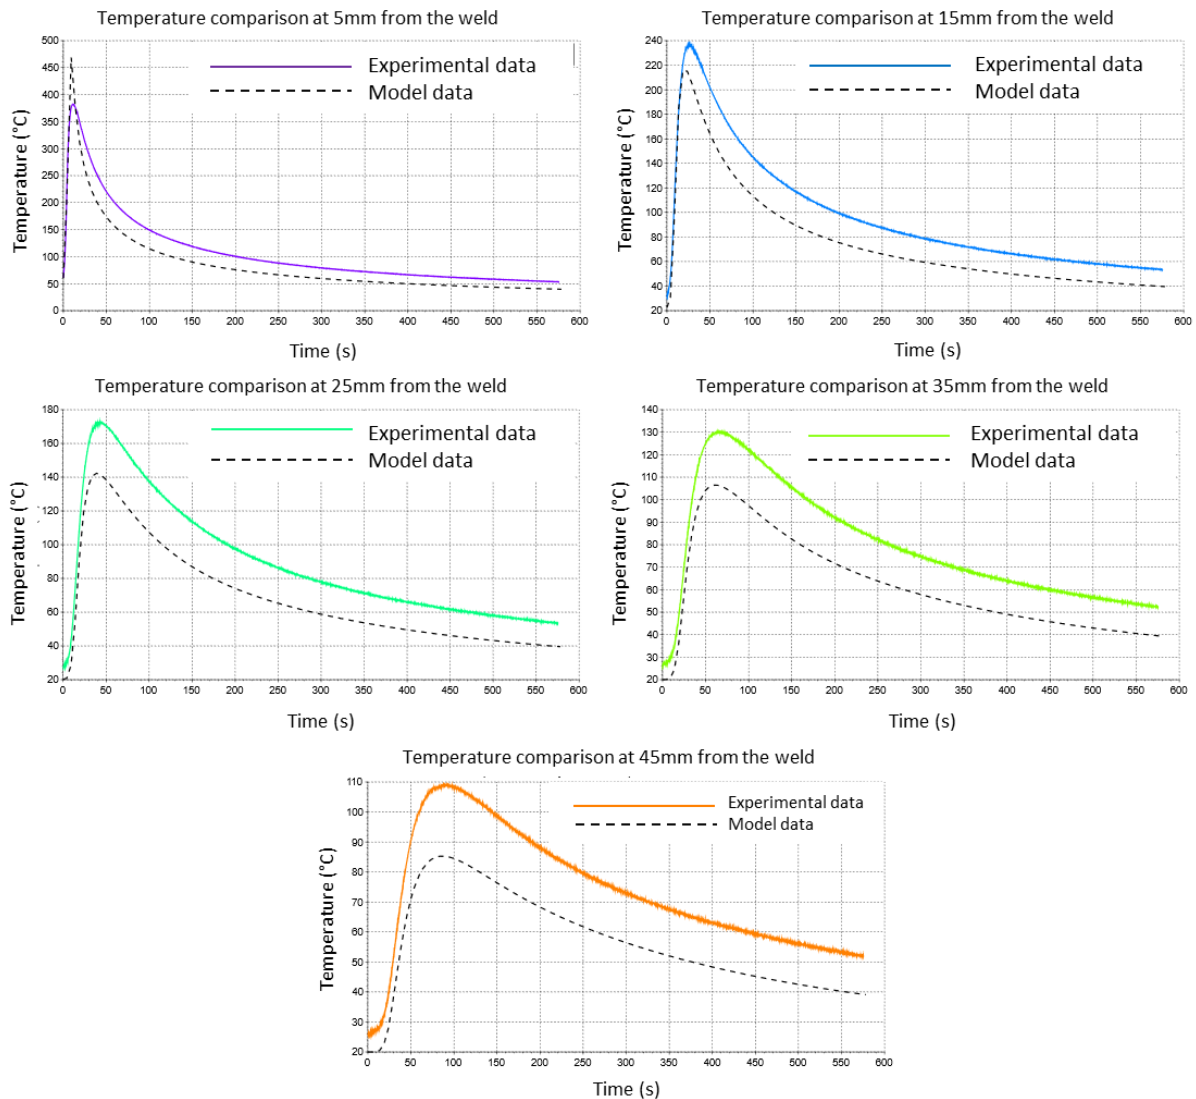 Temperature comparison at 5mm from the weld
500
450
400
350
300
250
200
150
100
50
0
Temperature (°C)
Experimental data
Model data
0 50 100 150 200 250 300 350 400 450 500 550 600
Time (s)
Temperature comparison at 15mm from the weld
240
220
200
180
160
140
120
100
80
60
40
20
Temperature (°C)
Experimental data
Model data
0 50 100 150 200 250 300 350 400 450 500 550 600
Time (s)
Temperature comparison at 25mm from the weld
180
160
140
120
100
80
60
40
20
Temperature (°C)
Experimental data
Model data
0 50 100 150 200 250 300 350 400 450 500 550 600
Time (s)
Temperature comparison at 35mm from the weld
140
130
120
110
100
90
80
70
60
50
40
30
20
Temperature (°C)
Experimental data
Model data
0 50 100 150 200 250 300 350 400 450 500 550 600
Time (s)
Temperature comparison at 45mm from the weld
110
100
90
80
70
60
50
40
30
20
Temperature (°C)
Experimental data
Model data
0 50 100 150 200 250 300 350 400 450 500 550 600
Time (s)